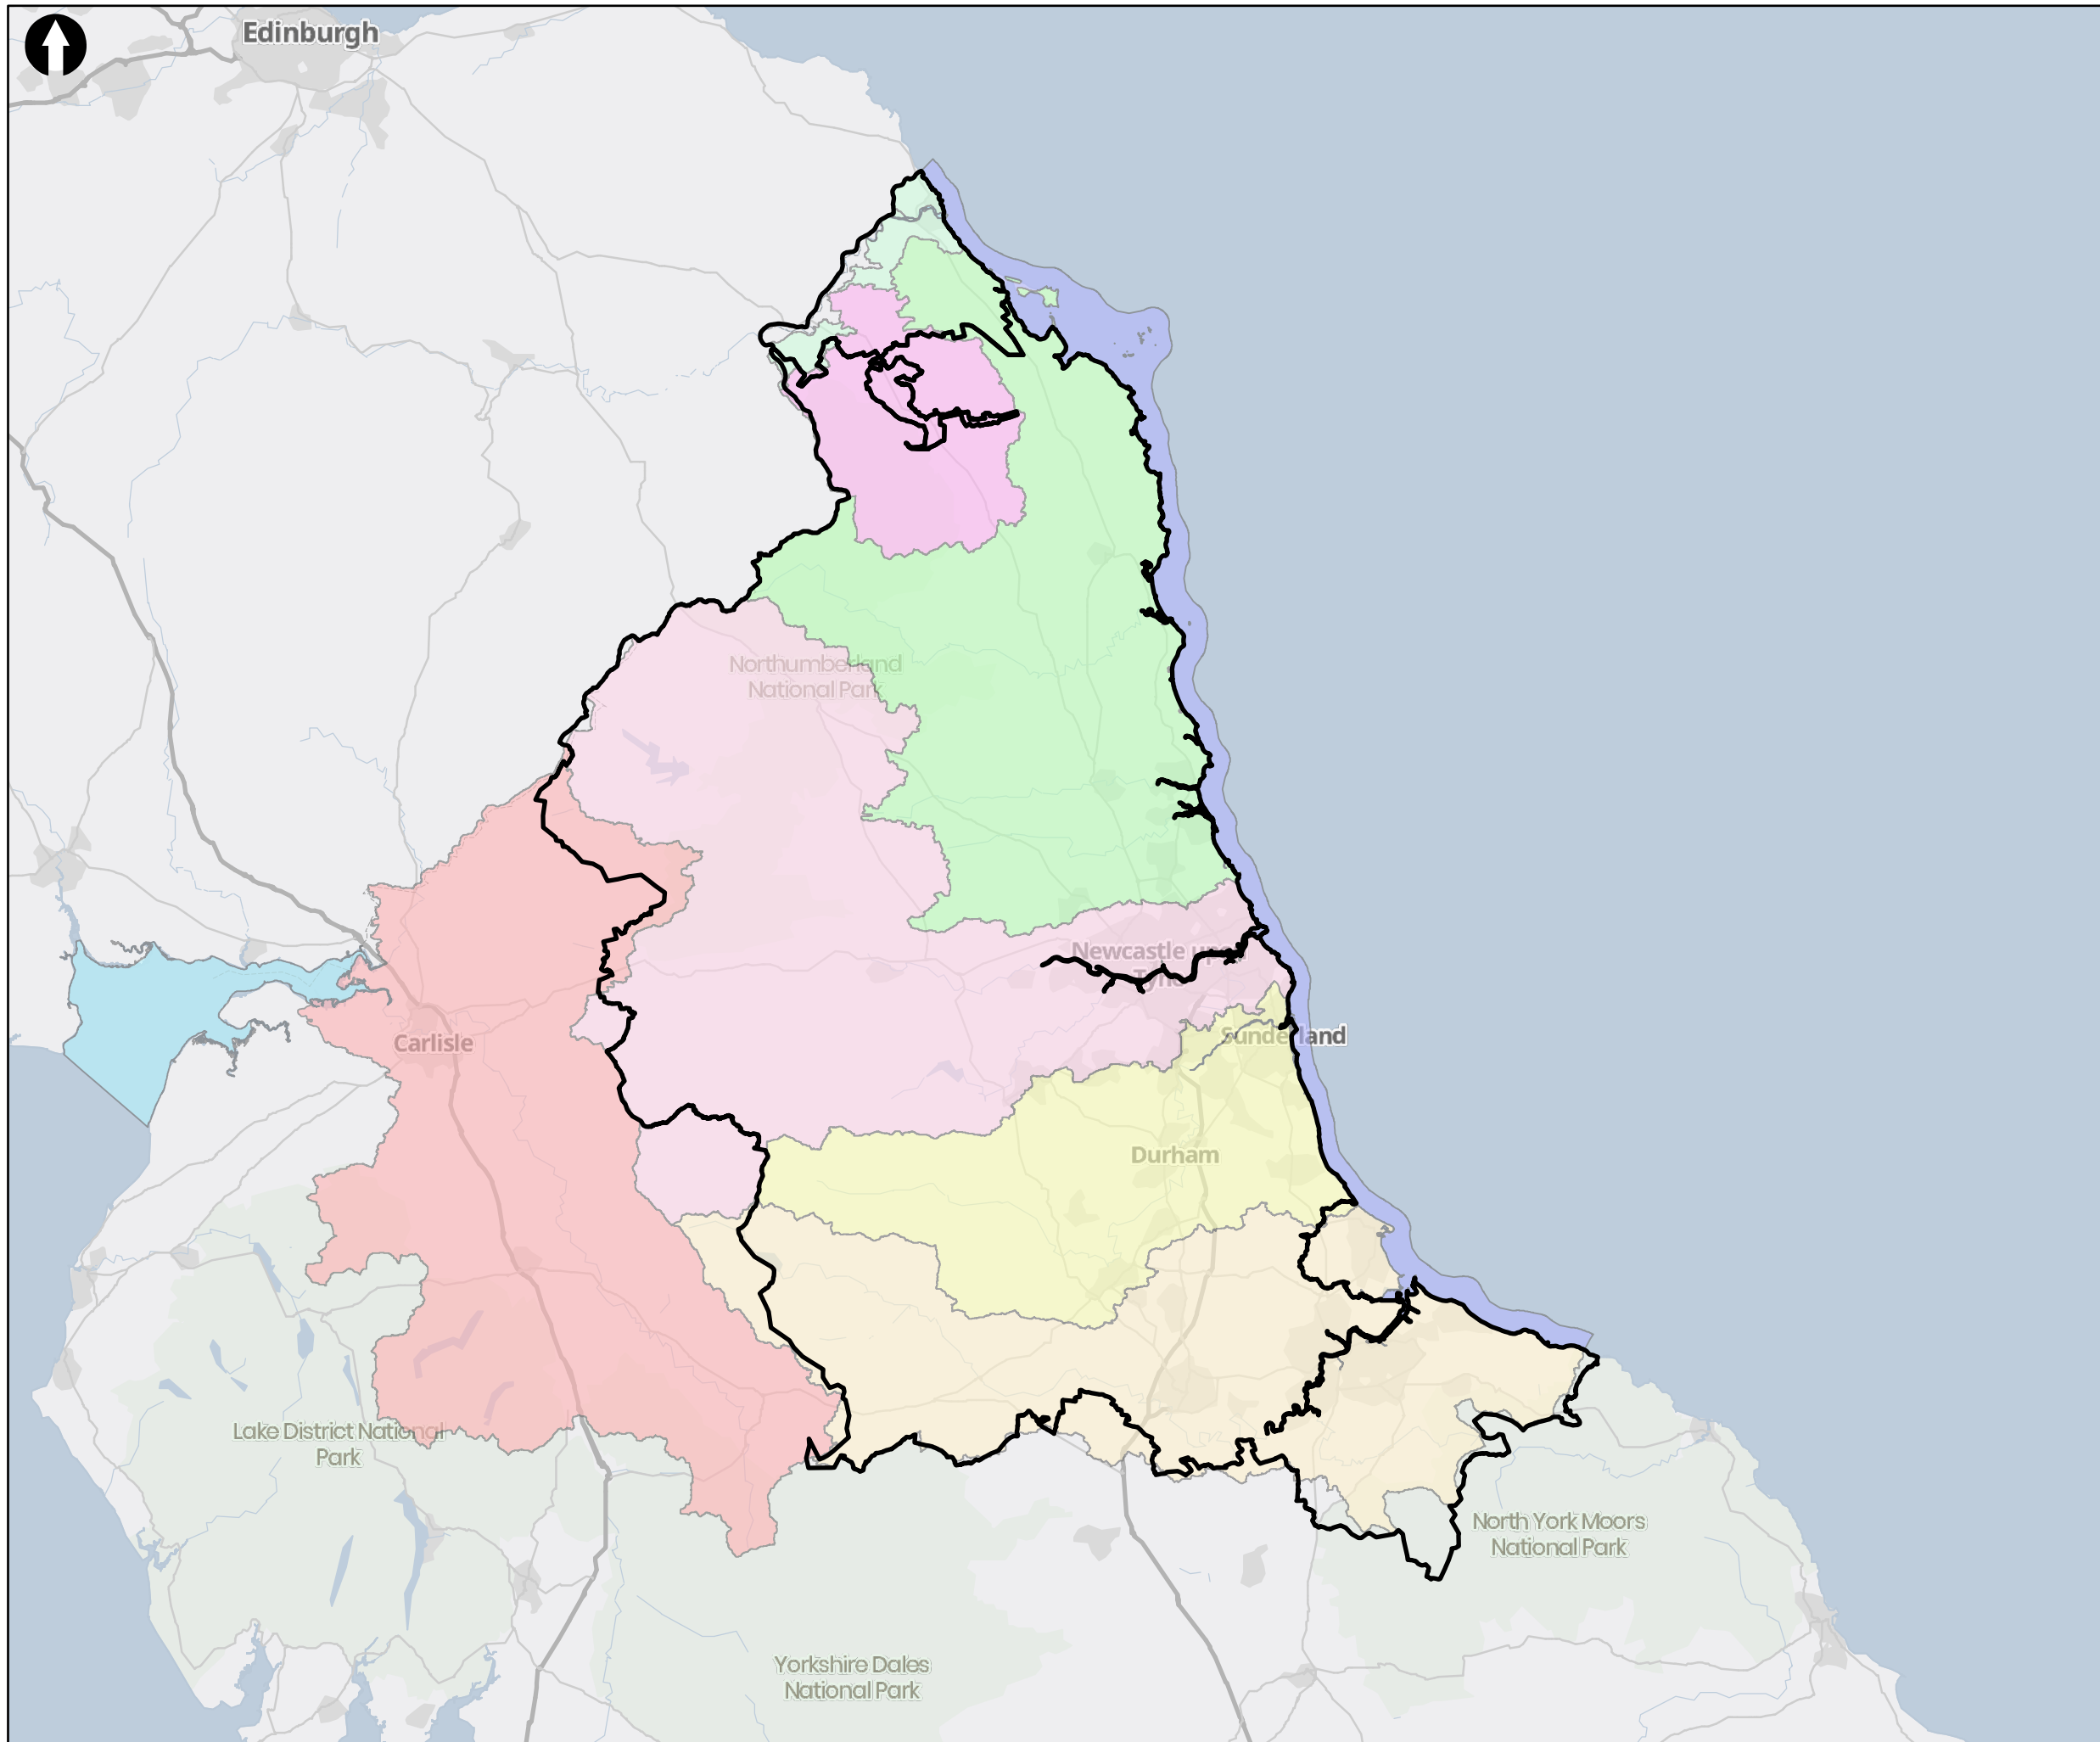 Edinburgh
Northumberland
National Park
Newcastle upon
Tyne
Sunderland
Carlisle
Durham
Lake District National
Park
North York Moors
National Park
Yorkshire Dales
National Park